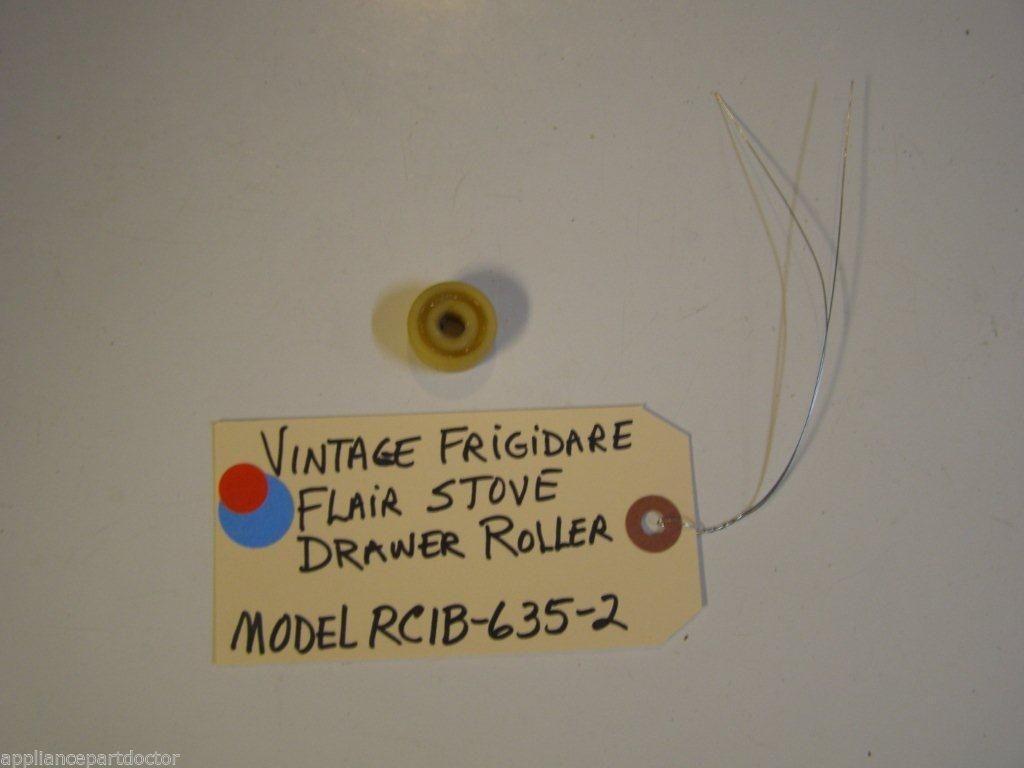 VINTAGE FRIGIDARE
FLAIR STOVE
DRAWER ROLLER
MODEL RCIB-635-2
appliancepartdoctor